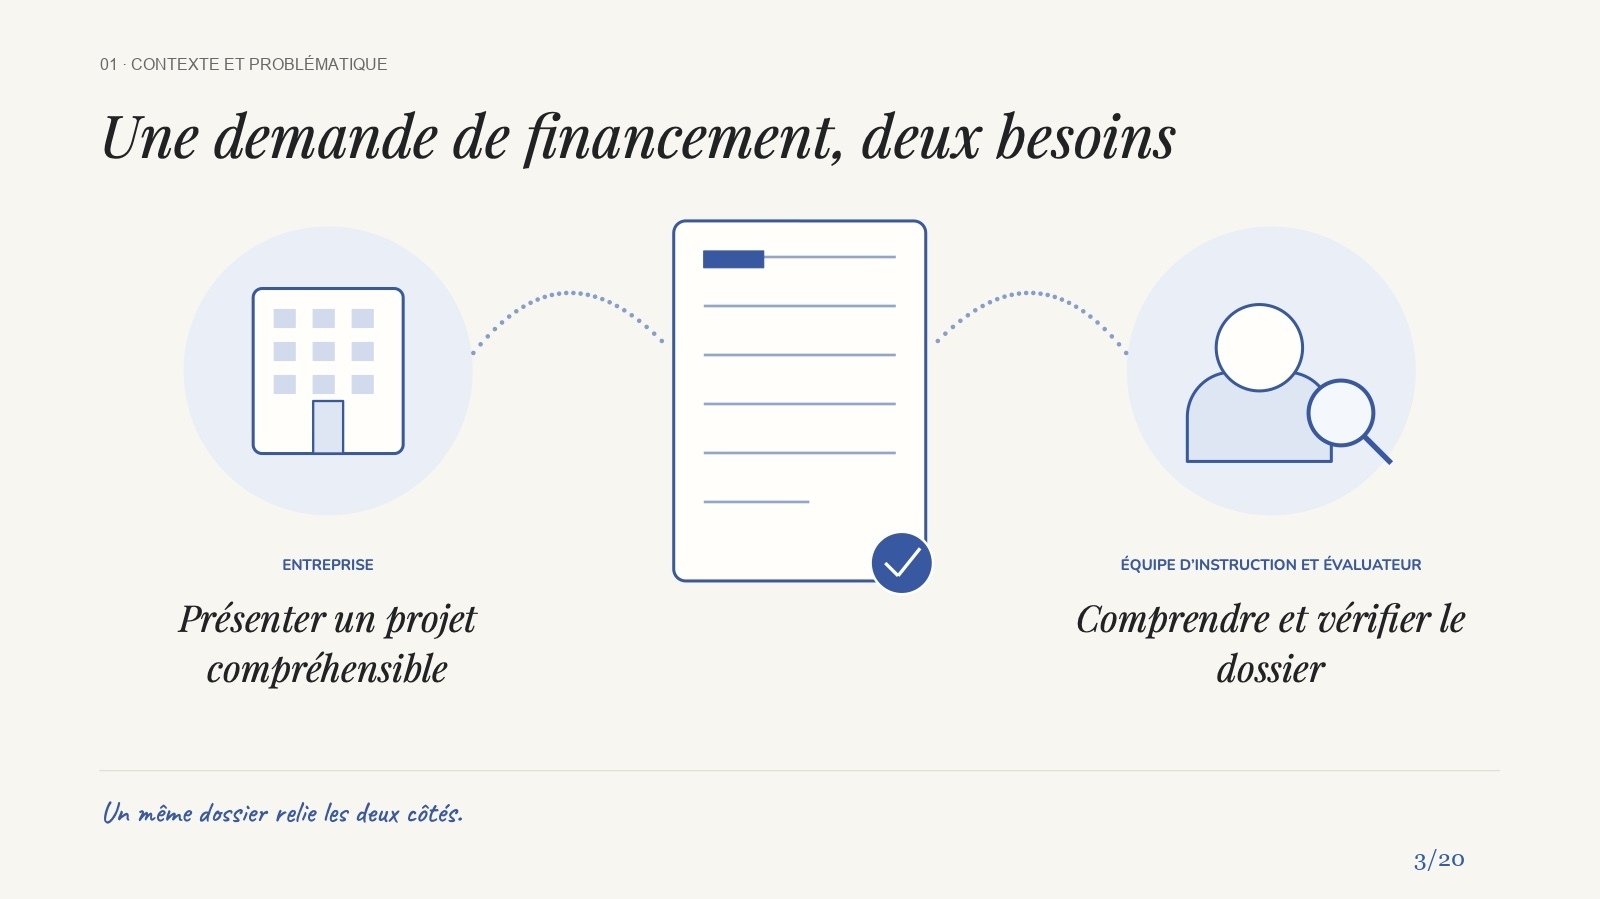 01 · CONTEXTE ET PROBLÉMATIQUE
Une demande de financement, deux besoins
ENTREPRISE
Présenter un projet
compréhensible
ÉQUIPE D'INSTRUCTION ET ÉVALUATEUR
Comprendre et vérifier le
dossier
Un même dossier relie les deux côtés.
3/20